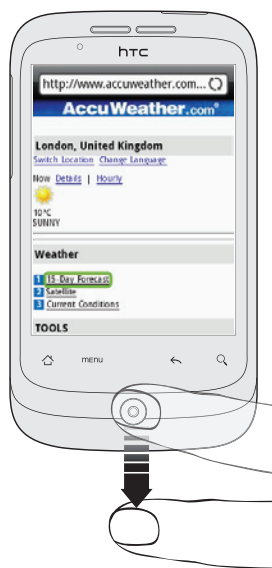 hTC
http://www.accuweather.com...
AccuWeather.com®
London, United Kingdom
Switch Location Change Language
Now Details | Hourly
10°C
SUNNY
Weather
1 15-Day Forecast
2 Satellite
3 Current Conditions
TOOLS
MENU